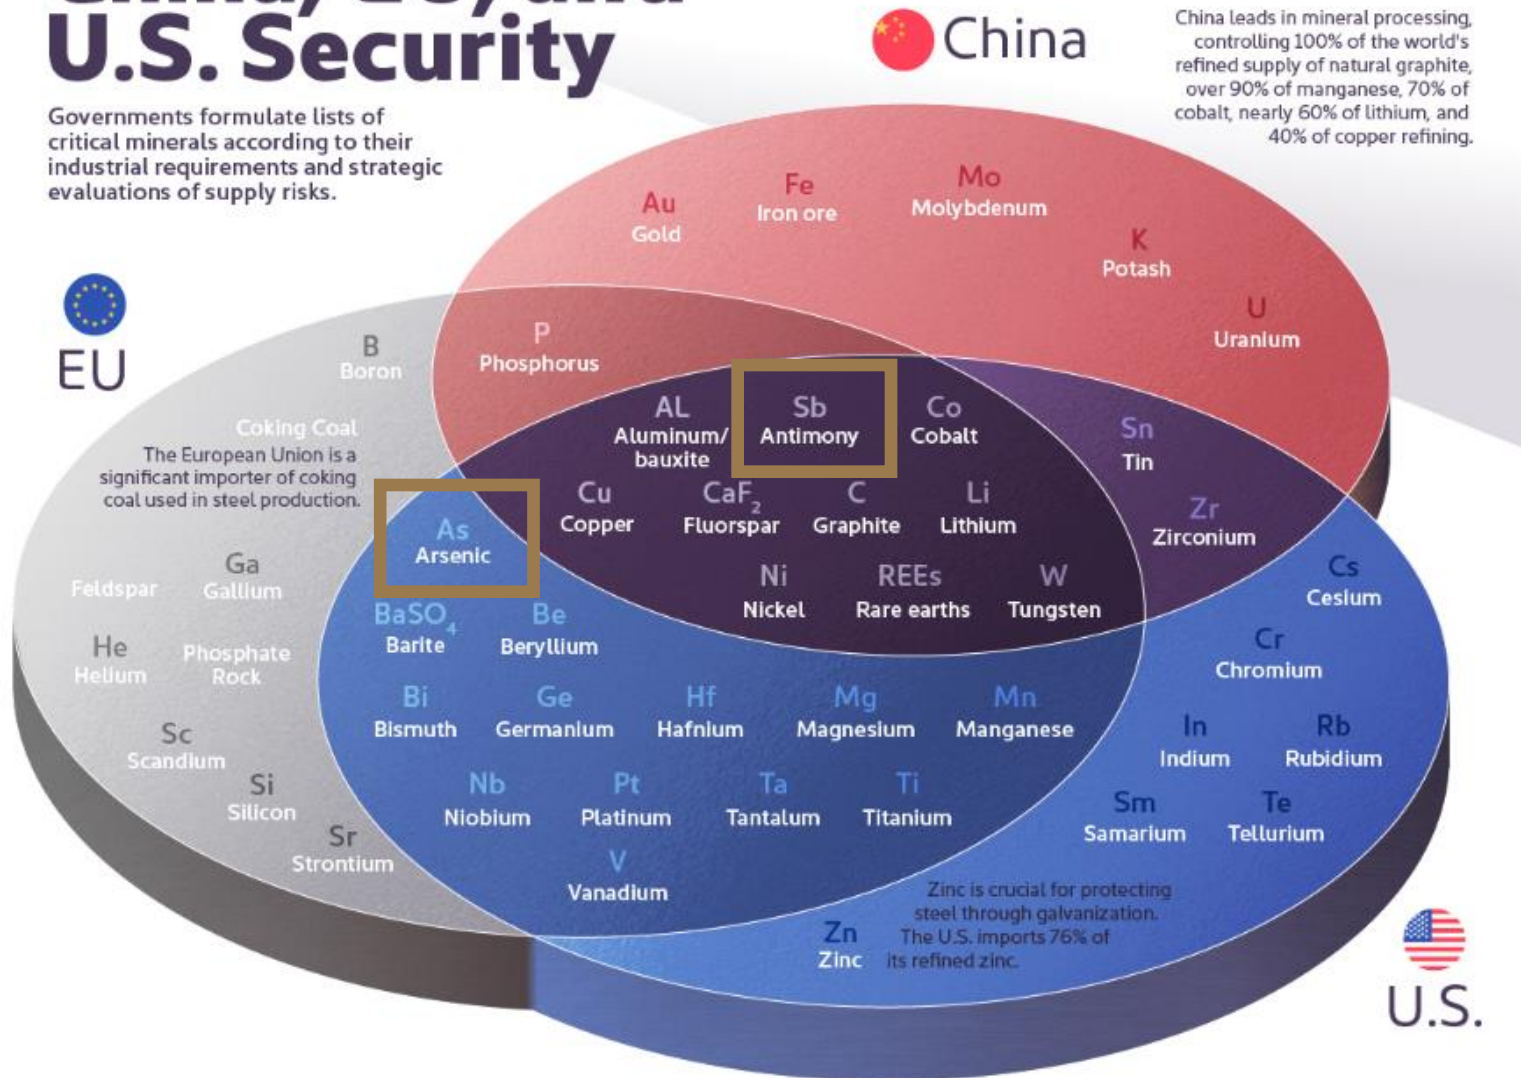 U.S. Security
Governments formulate lists of
critical minerals according to their
industrial requirements and strategic
evaluations of supply risks.
China
China leads in mineral processing,
controlling 100% of the world's
refined supply of natural graphite,
over 90% of manganese, 70% of
cobalt, nearly 60% of lithium, and
40% of copper refining.
Au
Gold
Fe
Iron ore
Mo
Molybdenum
K
Potash
U
Uranium
EU
B
Boron
P
Phosphorus
Coking Coal
The European Union is a
significant importer of coking
coal used in steel production.
AL
Aluminum/
bauxite
Sb
Antimony
Co
Cobalt
Sn
Tin
As
Arsenic
Cu
Copper
CaF2
Fluorspar
C
Graphite
Li
Lithium
Zr
Zirconium
Feldspar
Ga
Gallium
Ni
Nickel
REEs
Rare earths
W
Tungsten
Cs
Cesium
BaSO4
Barite
Be
Beryllium
He
Helium
Phosphate
Rock
Cr
Chromium
Bi
Bismuth
Ge
Germanium
Hf
Hafnium
Mg
Magnesium
Mn
Manganese
In
Indium
Rb
Rubidium
Sc
Scandium
Si
Silicon
Nb
Niobium
Pt
Platinum
Ta
Tantalum
Ti
Titanium
Sm
Samarium
Te
Tellurium
Sr
Strontium
V
Vanadium
Zn
Zinc
Zinc is crucial for protecting
steel through galvanization.
The U.S. imports 76% of
its refined zinc.
U.S.